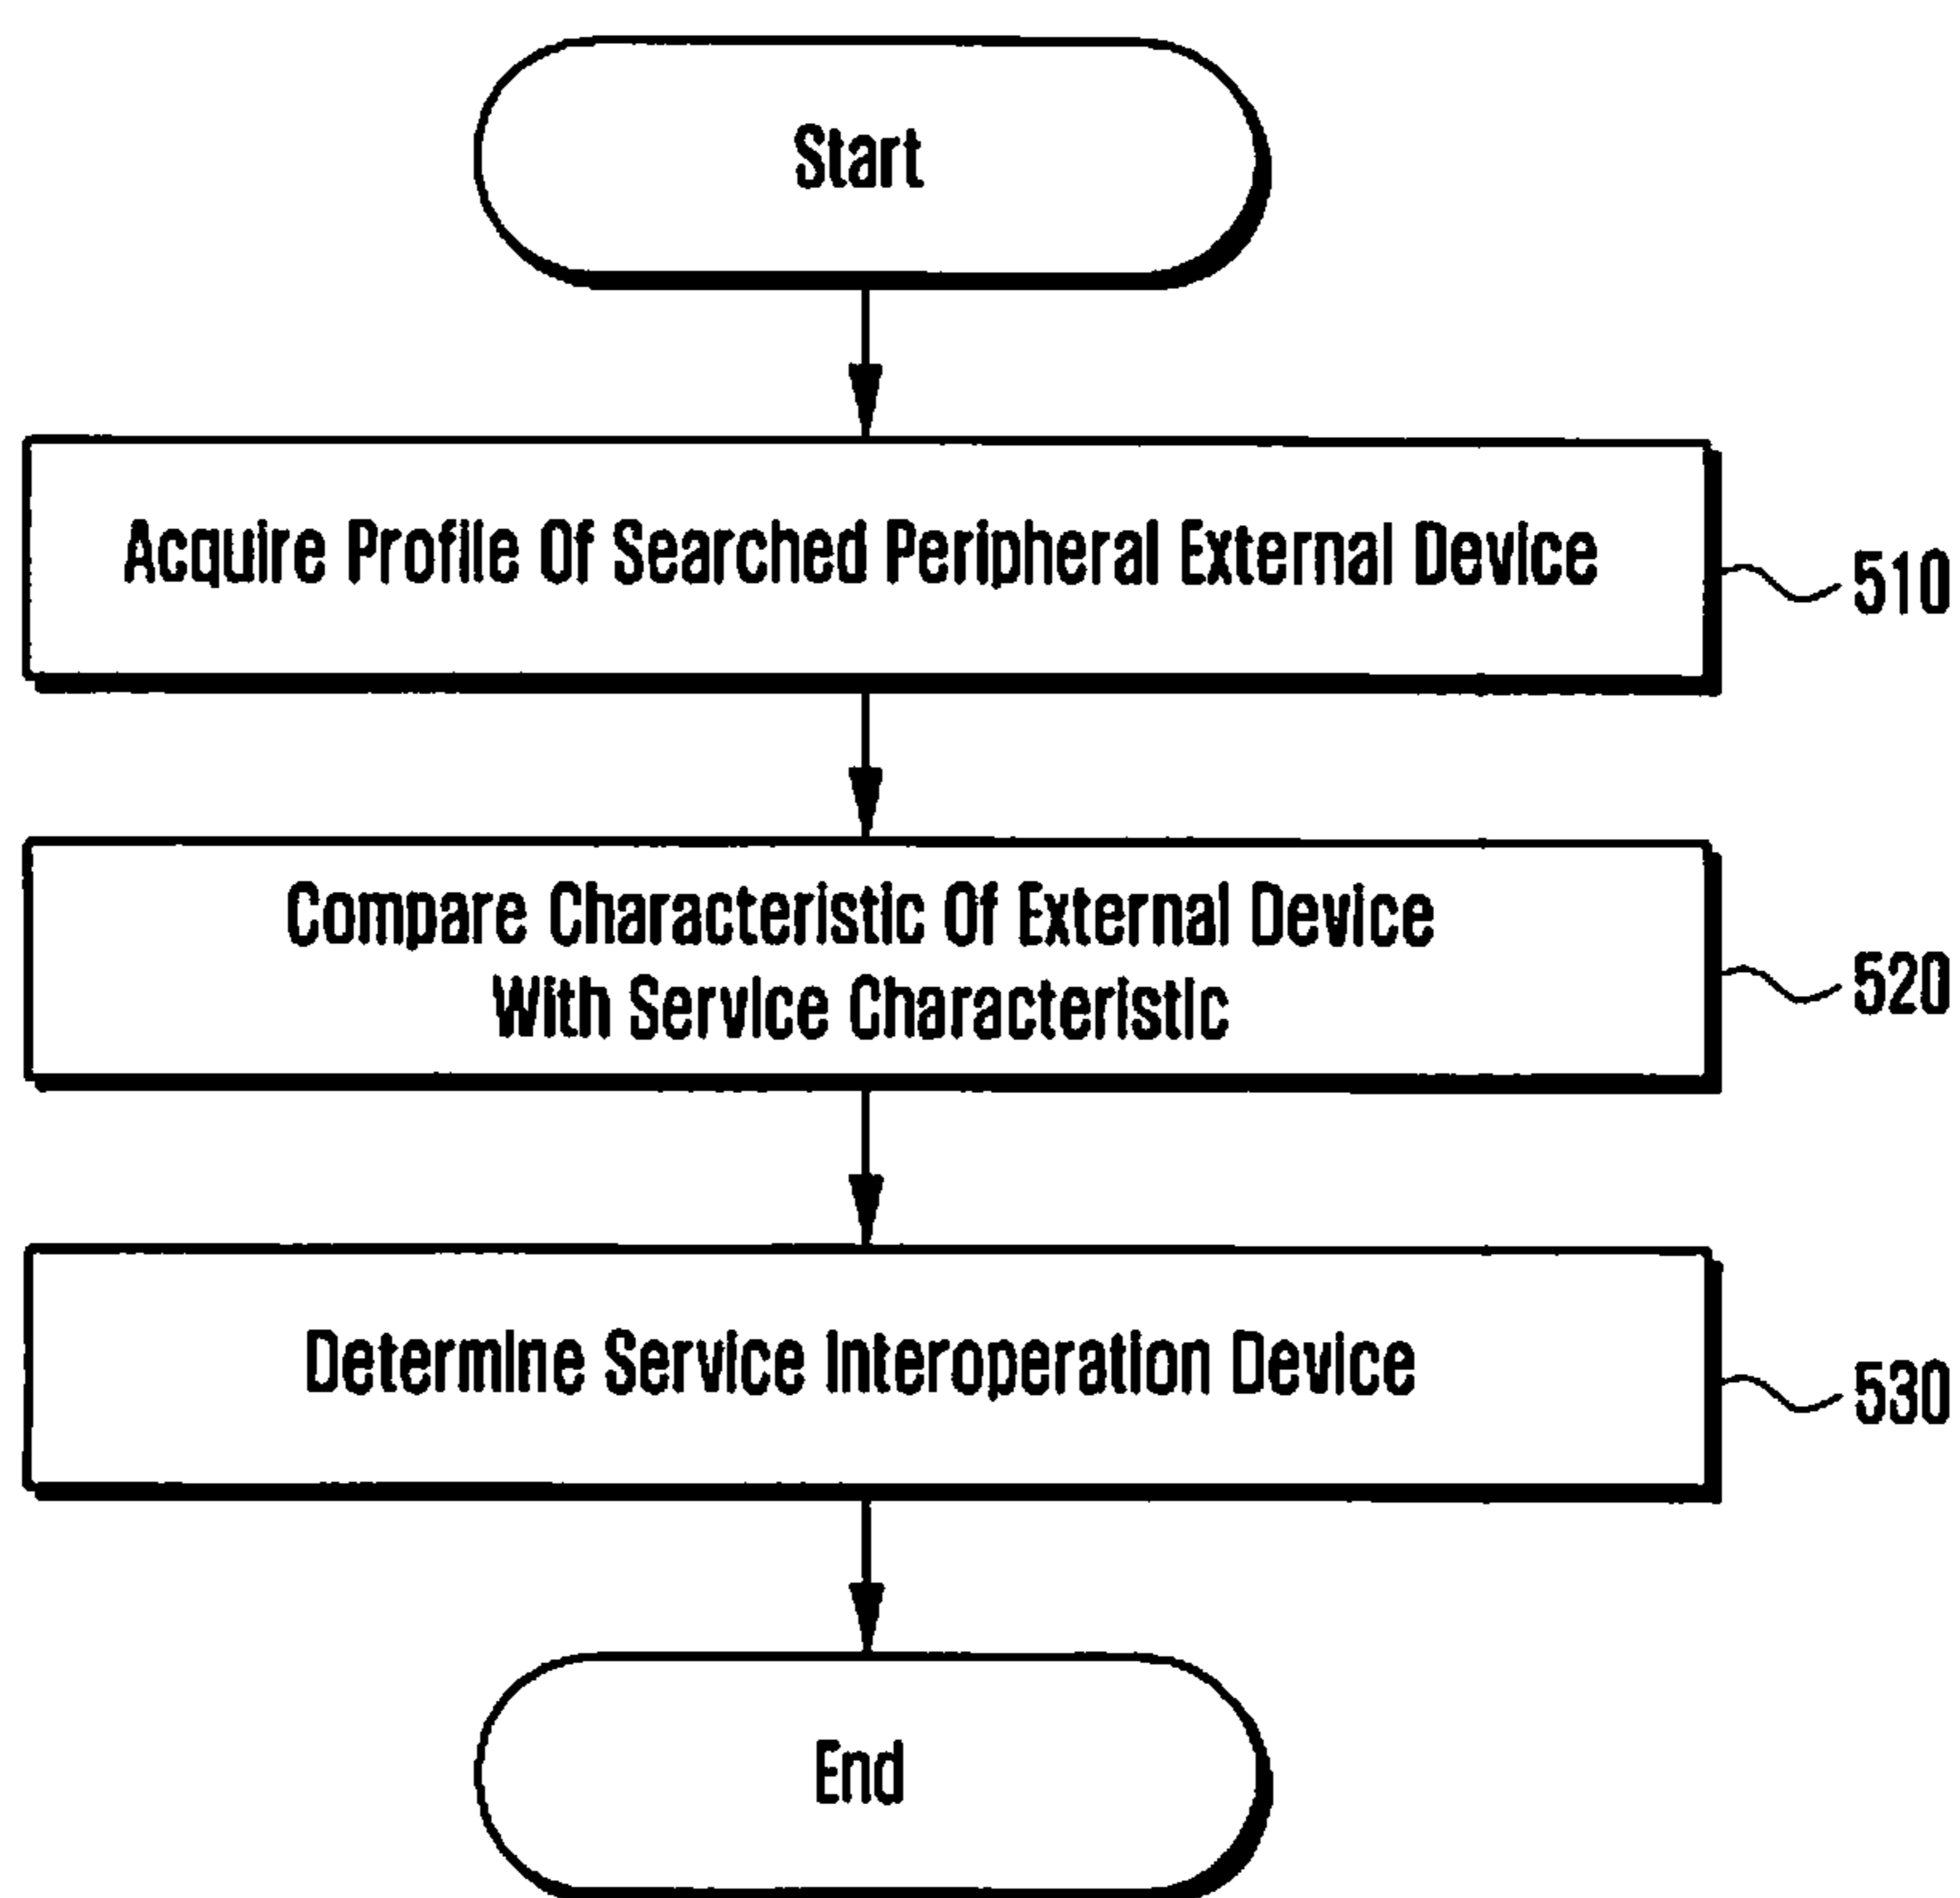 Start
Acquire Profile Of Searched Peripheral External Device
510
Compare Characteristic Of External Device
With Service Characteristic
520
Determine Service Interoperation Device
530
End